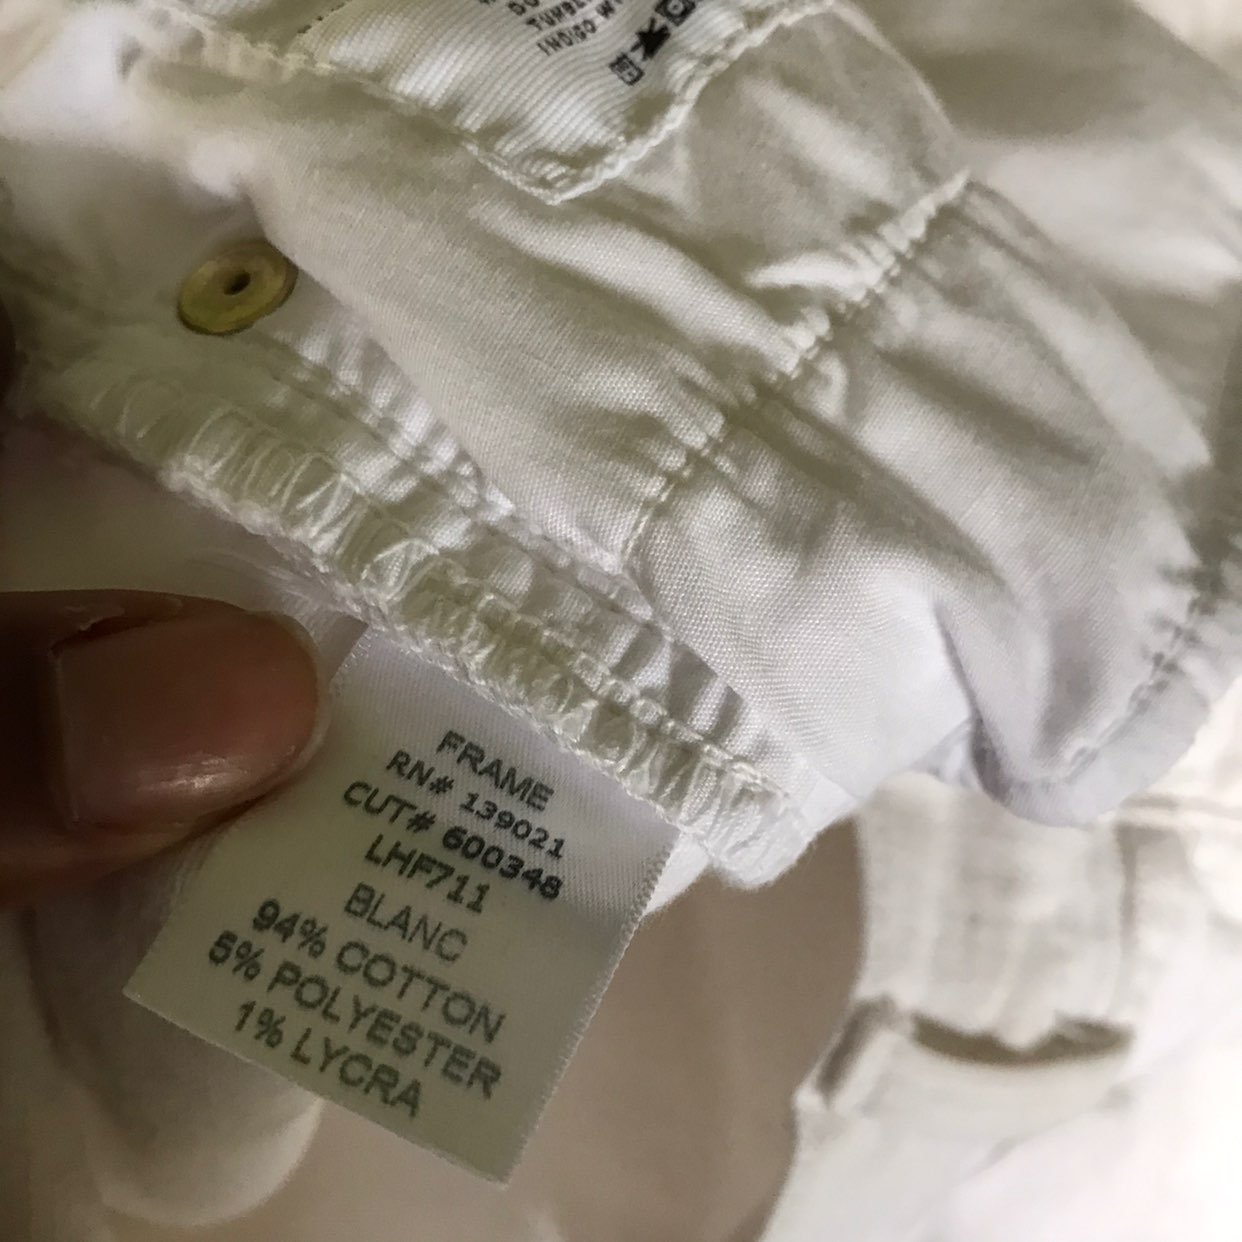 FRAME
RN# 139021
CUT# 600348
LHF711
BLANC
94% COTTON
5% POLYESTER
1% LYCRA